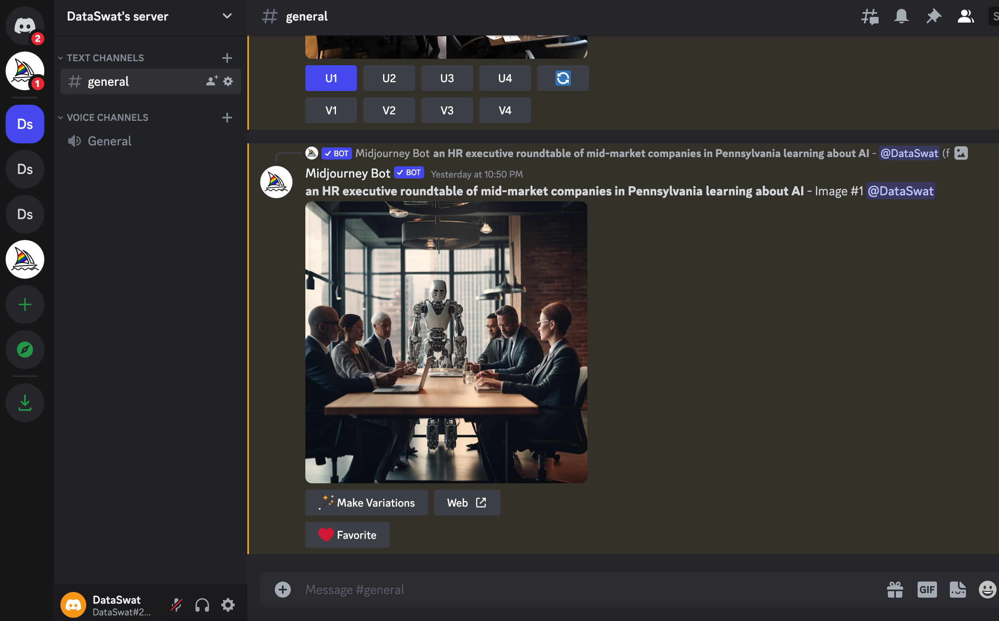 2
1
Ds
Ds
Ds
DataSwat's server
TEXT CHANNELS
general
VOICE CHANNELS
General
DataSwat
DataSwat#2...
# general
U1 U2 U3 U4
V1 V2 V3 V4
BOT Midjourney Bot an HR executive roundtable of mid-market companies in Pennsylvania learning about AI - @DataSwat (f
Midjourney Bot BOT Yesterday at 10:50 PM
an HR executive roundtable of mid-market companies in Pennsylvania learning about AI - Image #1 @DataSwat
Make Variations Web
Favorite
Message #general
GIF